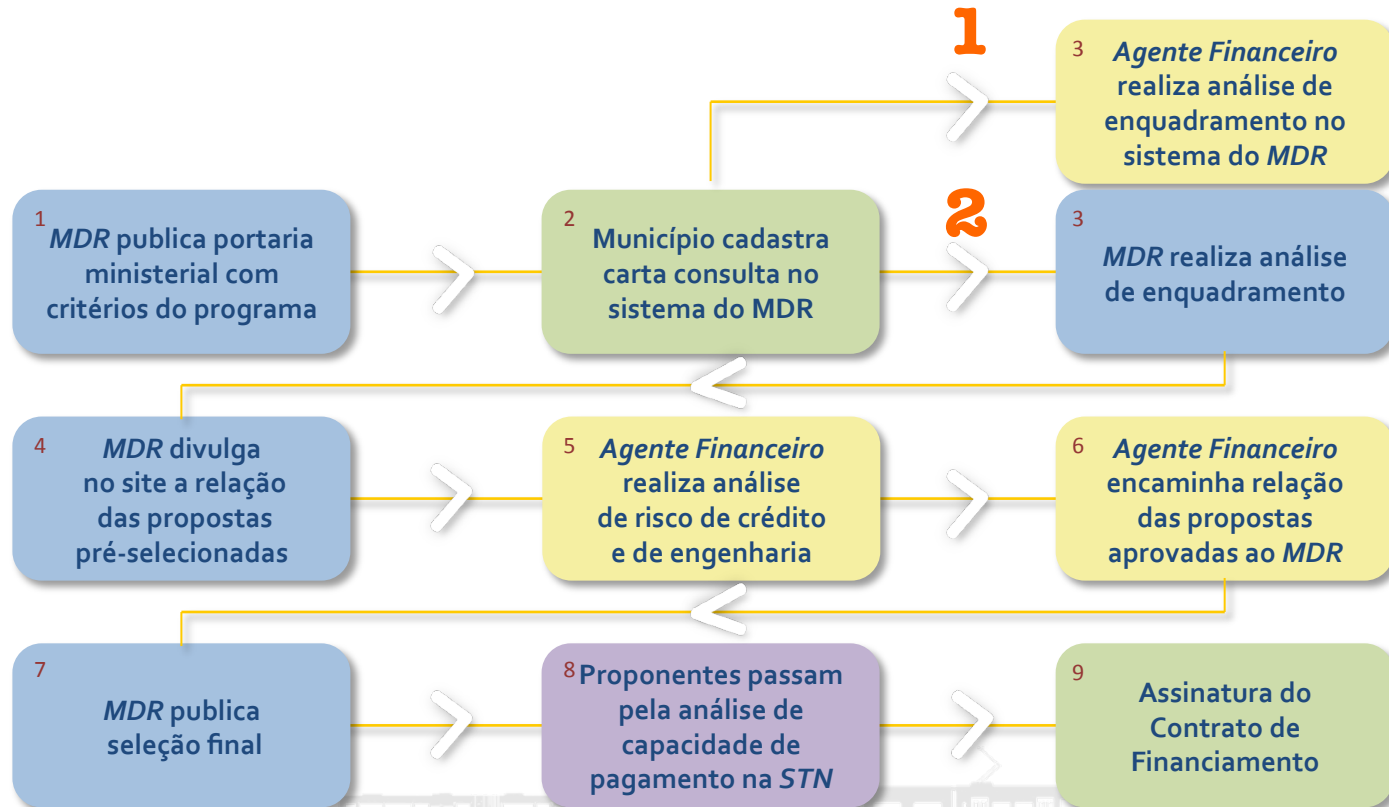 1
3
Agente Financeiro
realiza análise de
enquadramento no
sistema do MDR
1
MDR publica portaria
ministerial com
critérios do programa
2
Município cadastra
carta consulta no
sistema do MDR
2
3
MDR realiza análise
de enquadramento
4
MDR divulga
no site a relação
das propostas
pré-selecionadas
5
Agente Financeiro
realiza análise
de risco de crédito
e de engenharia
6
Agente Financeiro
encaminha relação
das propostas
aprovadas ao MDR
7
MDR publica
seleção final
8
Proponentes passam
pela análise de
capacidade de
pagamento na STN
9
Assinatura do
Contrato de
Financiamento